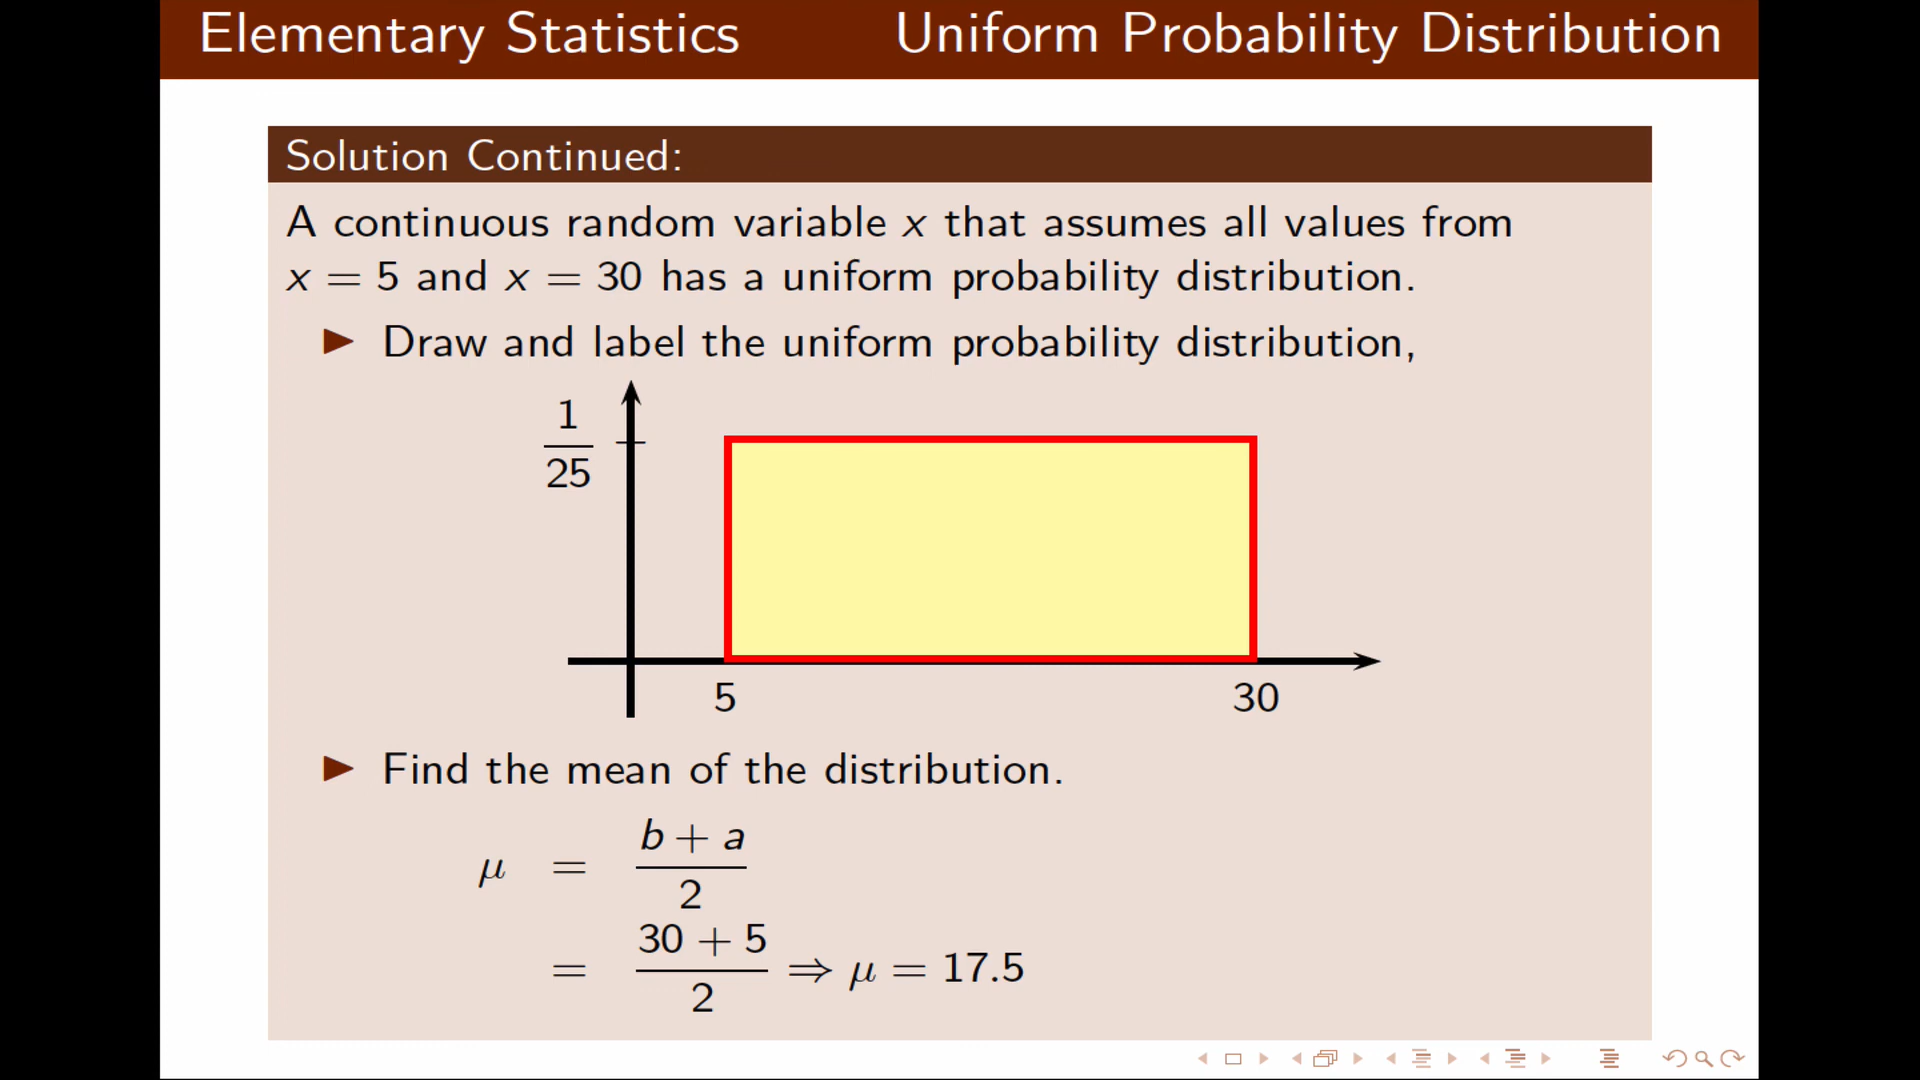 Elementary Statistics Uniform Probability Distribution
Solution Continued:
A continuous random variable x that assumes all values from
x = 5 and x = 30 has a uniform probability distribution.
▶ Draw and label the uniform probability distribution,
1
25
5 30
▶ Find the mean of the distribution.
μ = b + a
2
= 30 + 5 ⇒ μ = 17.5
2